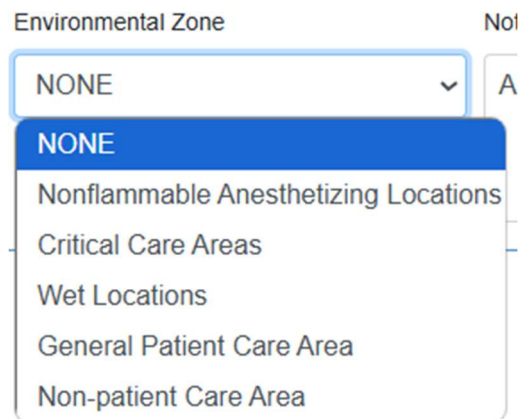 Environmental Zone
NONE
NONE
Nonflammable Anesthetizing Locations
Critical Care Areas
Wet Locations
General Patient Care Area
Non-patient Care Area